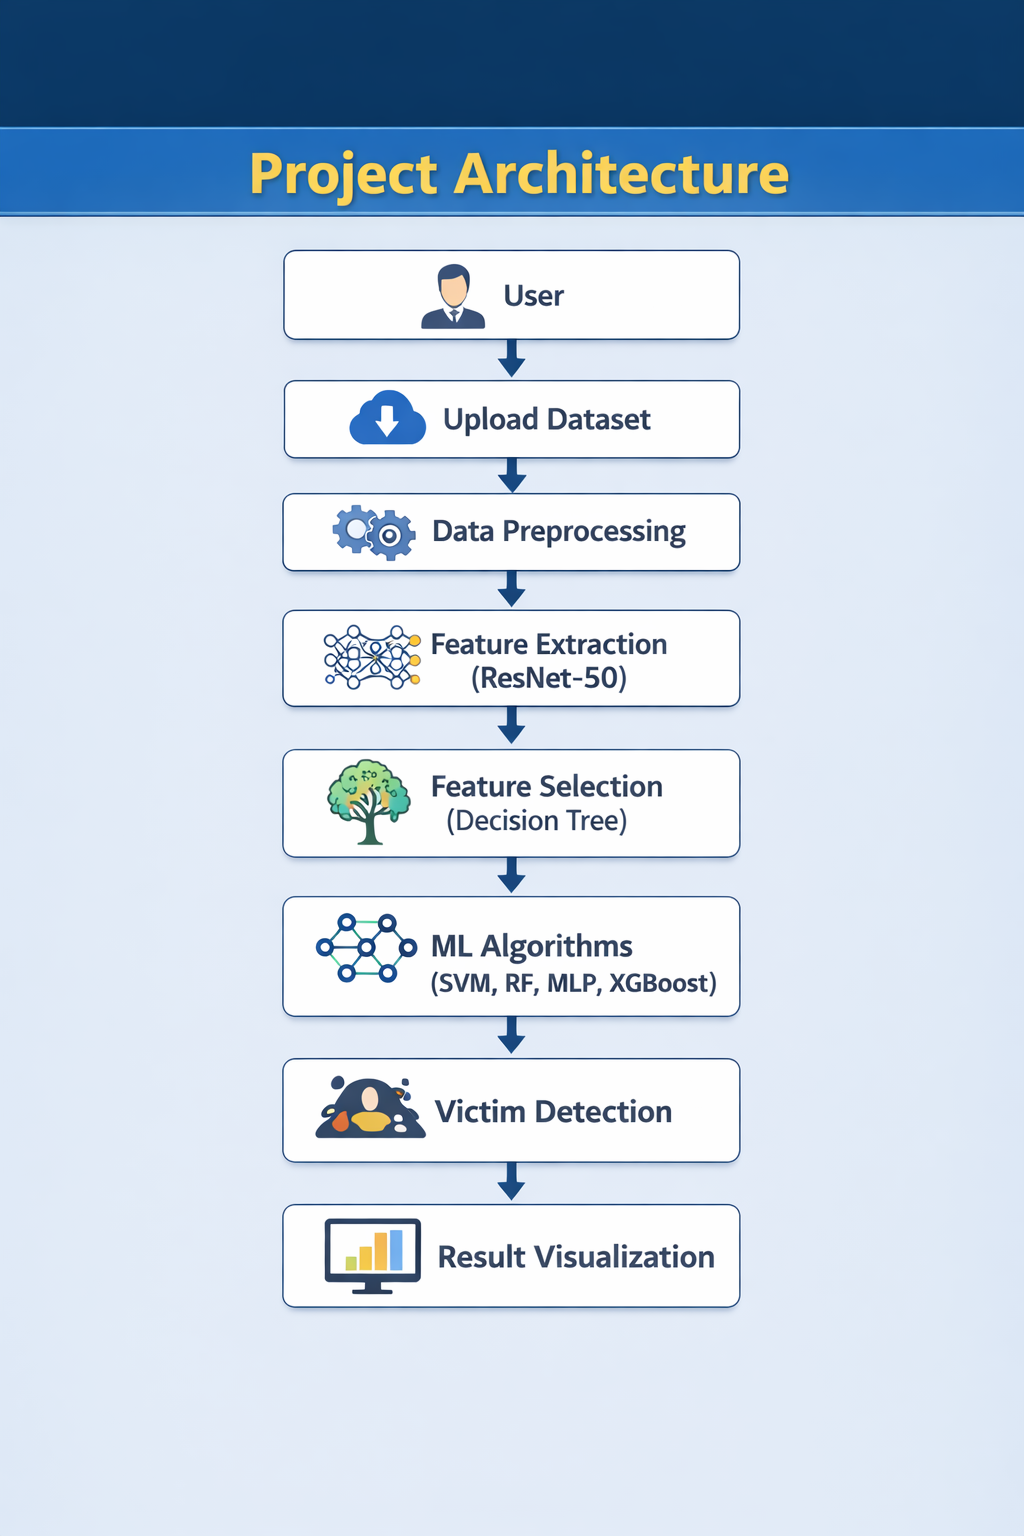 Project Architecture
User
Upload Dataset
Data Preprocessing
Feature Extraction
(ResNet-50)
Feature Selection
(Decision Tree)
ML Algorithms
(SVM, RF, MLP, XGBoost)
Victim Detection
Result Visualization